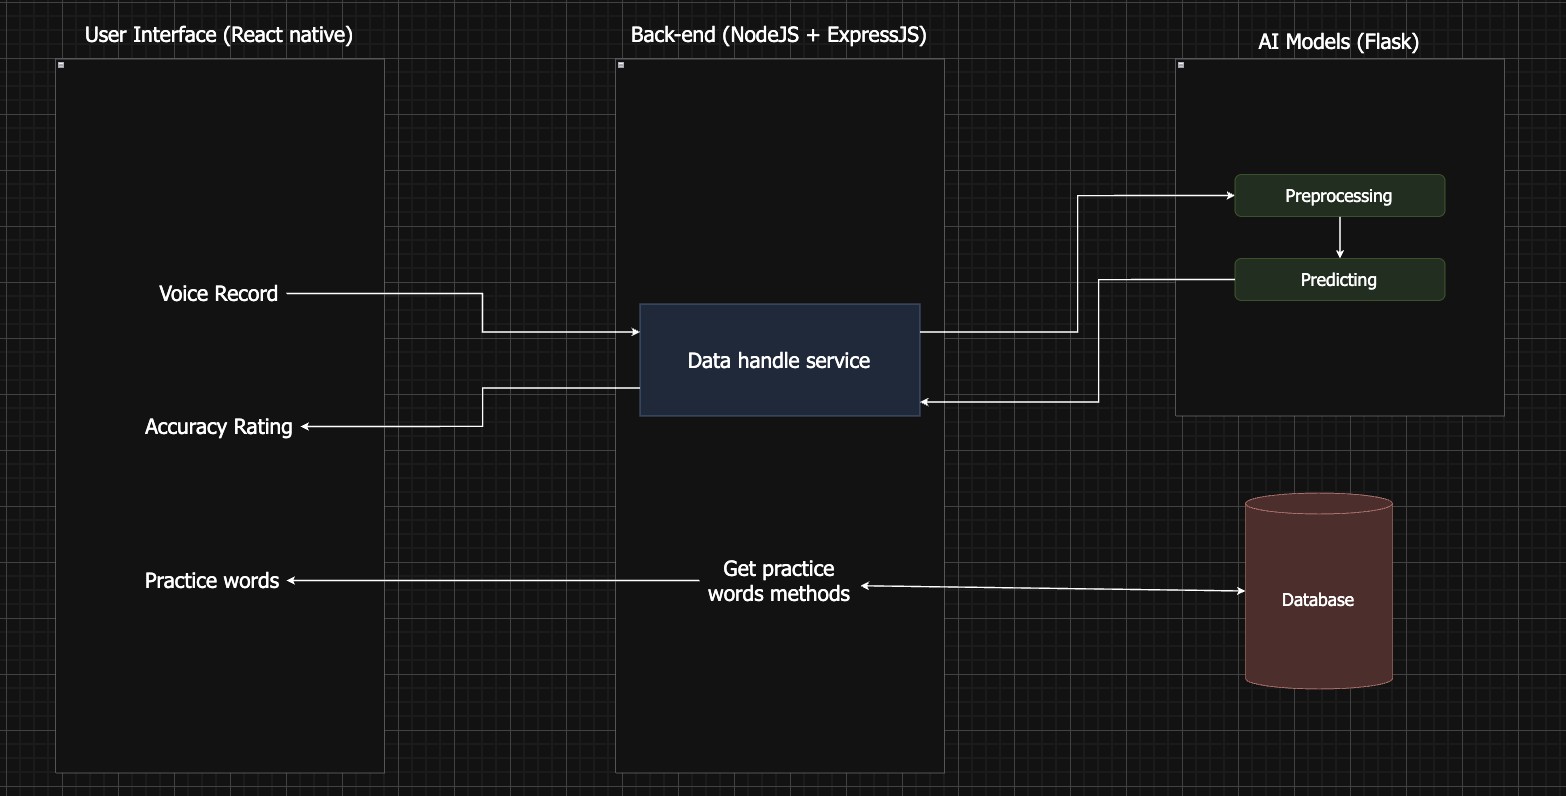 User Interface (React native)
Back-end (NodeJS + ExpressJS)
AI Models (Flask)
Preprocessing
Predicting
Voice Record
Data handle service
Accuracy Rating
Practice words
Get practice
words methods
Database